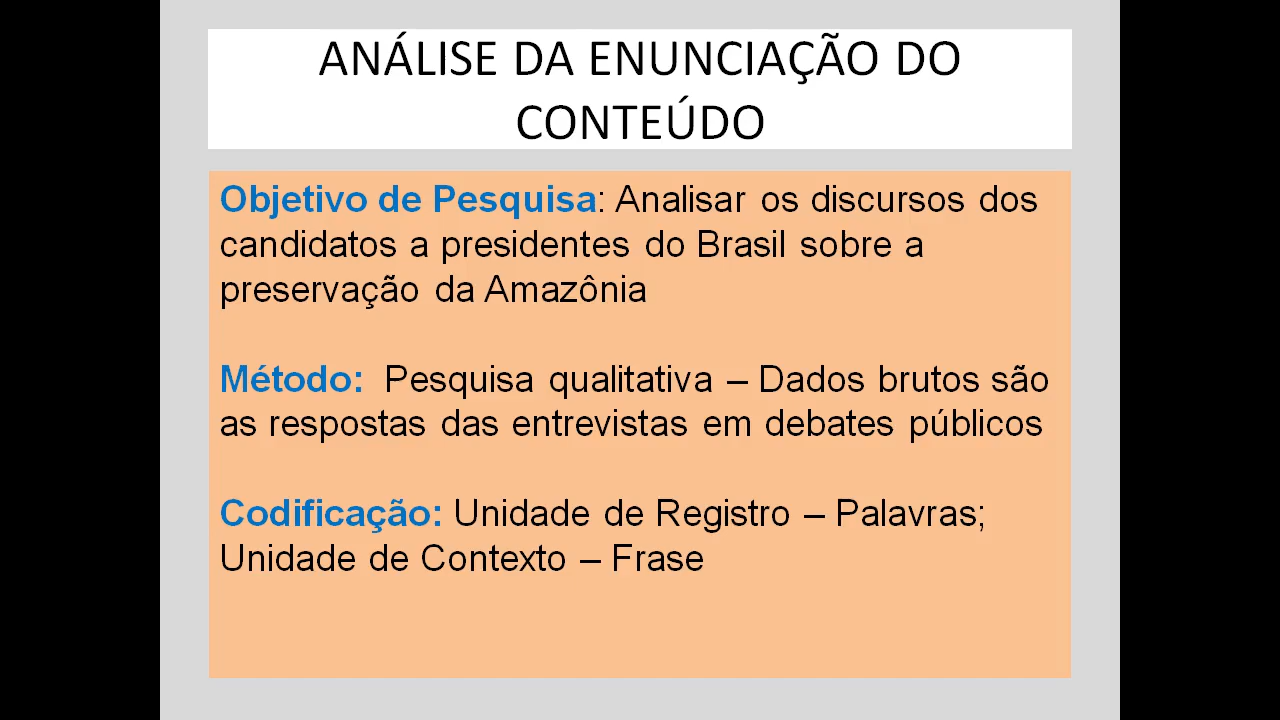 ANÁLISE DA ENUNCIAÇÃO DO
CONTEÚDO
Objetivo de Pesquisa: Analisar os discursos dos
candidatos a presidentes do Brasil sobre a
preservação da Amazônia
Método: Pesquisa qualitativa – Dados brutos são
as respostas das entrevistas em debates públicos
Codificação: Unidade de Registro – Palavras;
Unidade de Contexto – Frase